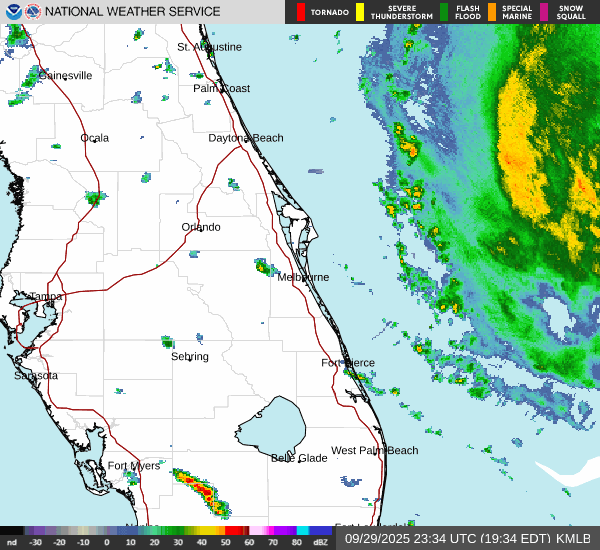 NATIONAL WEATHER SERVICE
TORNADO
SEVERE THUNDERSTORM
FLASH FLOOD
SPECIAL MARINE
SNOW SQUALL
St. Augustine
Gainesville
Palm Coast
Ocala
Daytona Beach
Orlando
Melbourne
Tampa
Sebring
Fort Pierce
Sarasota
West Palm Beach
Belle Glade
Fort Myers
nd -30 -20 -10 0 10 20 30 40 50 60 70 80 dBZ
09/29/2025 23:34 UTC (19:34 EDT) KMLB